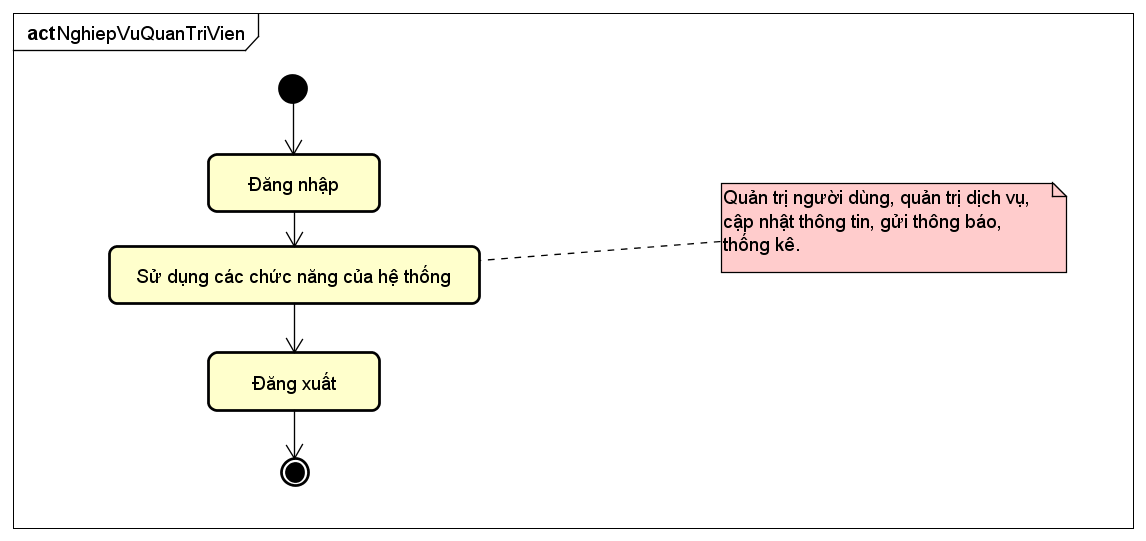 actNghiepVuQuanTriVien
Đăng nhập
Quản trị người dùng, quản trị dịch vụ,
cập nhật thông tin, gửi thông báo,
thống kê.
Sử dụng các chức năng của hệ thống
Đăng xuất